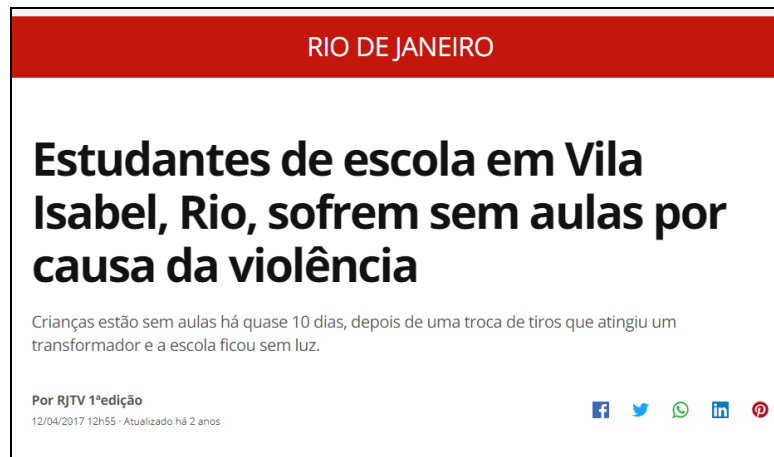 RIO DE JANEIRO
Estudantes de escola em Vila
Isabel, Rio, sofrem sem aulas por
causa da violência
Crianças estão sem aulas há quase 10 dias, depois de uma troca de tiros que atingiu um
transformador e a escola ficou sem luz.
Por RJTV 1ªedição
12/04/2017 12h55 · Atualizado há 2 anos